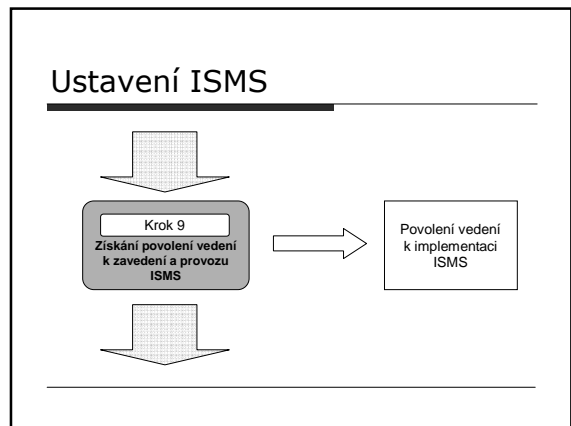 Ustavení ISMS
Krok 9
Získání povolení vedení
k zavedení a provozu
ISMS
Povolení vedení
k implementaci
ISMS